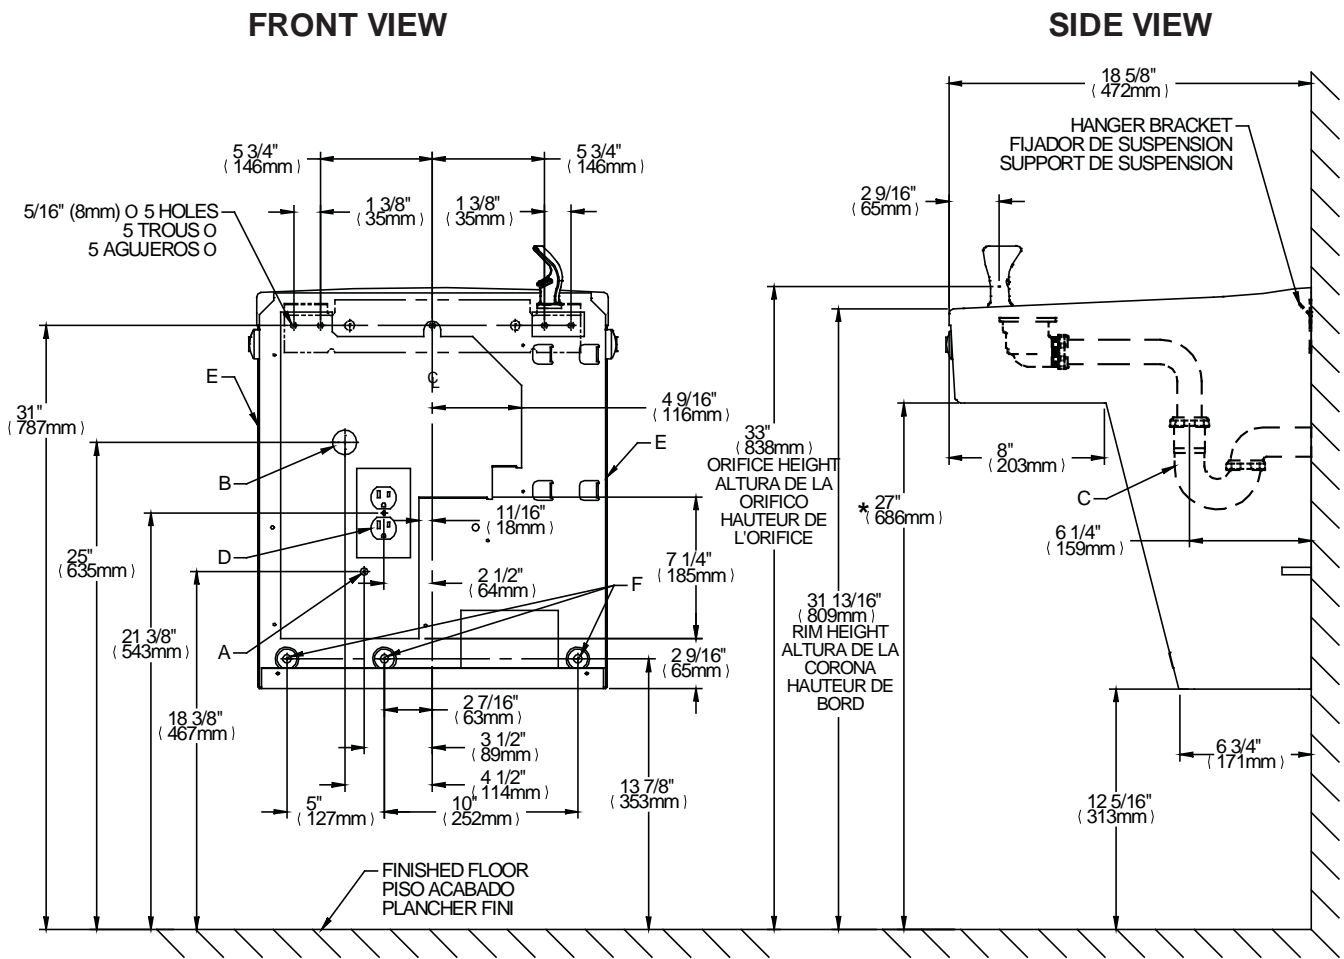 FRONT VIEW
SIDE VIEW
18 5/8"
(472mm)
HANGER BRACKET
FIJADOR DE SUSPENSION
SUPPORT DE SUSPENSION
5 3/4"
(146mm)
5 3/4"
(146mm)
2 9/16"
(65mm)
5/16" (8mm) O 5 HOLES
5 TROUS O
5 AGUJEROS O
1 3/8"
(35mm)
1 3/8"
(35mm)
E
31"
(787mm)
CL
4 9/16"
(116mm)
E
B
33"
(838mm)
ORIFICE HEIGHT
ALTURA DE LA
ORIFICO
HAUTEUR DE
L'ORIFICE
8"
(203mm)
C
* 27"
(686mm)
11/16"
(18mm)
6 1/4"
(159mm)
25"
(635mm)
D
7 1/4"
(185mm)
2 1/2"
(64mm)
F
31 13/16"
(809mm)
RIM HEIGHT
ALTURA DE LA
CORONA
HAUTEUR DE
BORD
21 3/8"
(543mm)
A
2 9/16"
(65mm)
18 3/8"
(467mm)
2 7/16"
(63mm)
3 1/2"
(89mm)
6 3/4"
(171mm)
4 1/2"
(114mm)
13 7/8"
(353mm)
5"
(127mm)
10"
(252mm)
12 5/16"
(313mm)
FINISHED FLOOR
PISO ACABADO
PLANCHER FINI